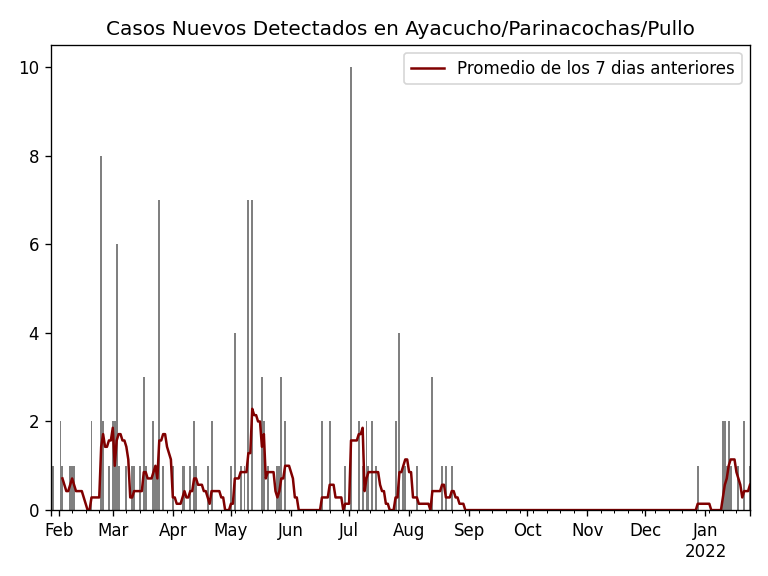 Casos Nuevos Detectados en Ayacucho/Parinacochas/Pullo
Promedio de los 7 dias anteriores
10
8
6
4
2
0
Feb Mar Apr May Jun Jul Aug Sep Oct Nov Dec Jan
2022